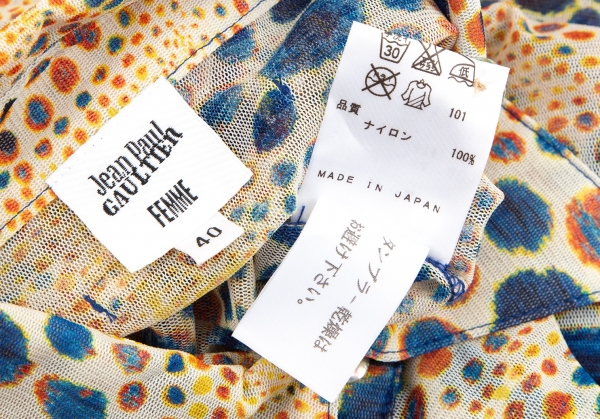 Jean Paul
GAULTIER
FEMME
40
30
低
品質 101
ナイロン 100%
MADE IN JAPAN
タンブラー乾燥は
お避け下さい。